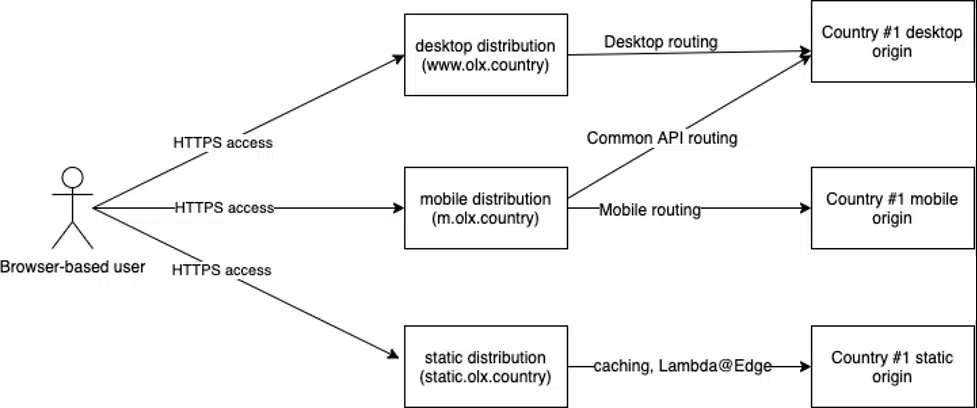 Country #1 desktop
origin
desktop distribution
(www.olx.country)
Desktop routing
HTTPS access
Common API routing
mobile distribution
(m.olx.country)
HTTPS access
Mobile routing
Country #1 mobile
origin
Browser-based user
HTTPS access
static distribution
(static.olx.country)
caching, Lambda@Edge
Country #1 static
origin